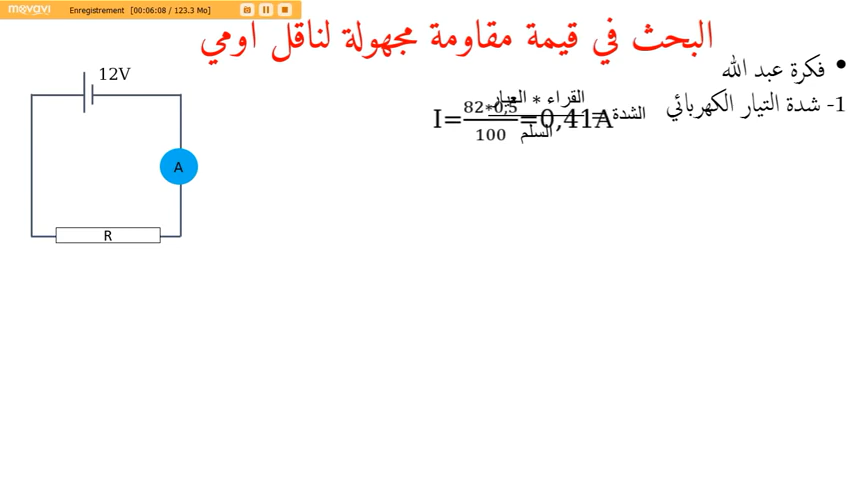 movavi Enregistrement [00:06:08 / 123.3 Mo]
البحث في قيمة مقاومة مجهولة لناقل اومي
• فكرة عبد الله
1- شدة التيار الكهربائي
الشدة = القراء * العيار / السلم
I=82*0,5/100=0,41A
12V
A
R